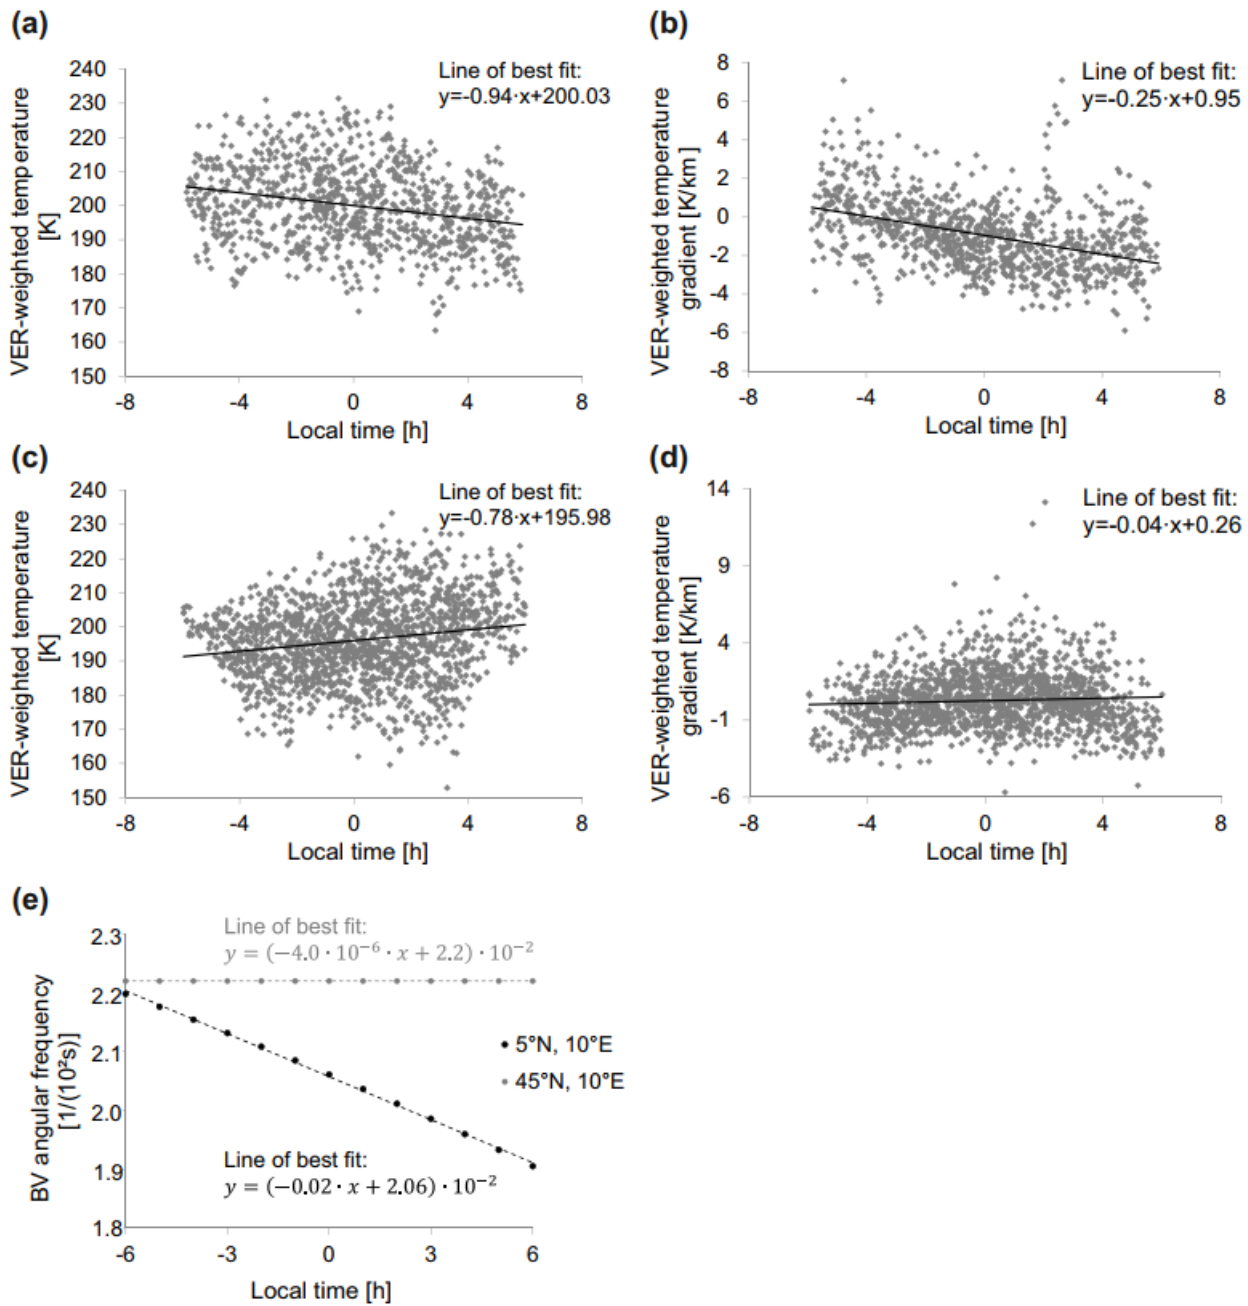 (a)
VER-weighted temperature
[K]
240
230
220
210
200
190
180
170
160
150
-8
-4
0
4
8
Local time [h]
Line of best fit:
y=-0.94·x+200.03
(b)
VER-weighted temperature
gradient [K/km]
8
6
4
2
0
-2
-4
-6
-8
-8
-4
0
4
8
Local time [h]
Line of best fit:
y=-0.25·x+0.95
(c)
VER-weighted temperature
[K]
240
230
220
210
200
190
180
170
160
150
-8
-4
0
4
8
Local time [h]
Line of best fit:
y=-0.78·x+195.98
(d)
VER-weighted temperature
gradient [K/km]
14
9
4
-1
-6
-8
-4
0
4
8
Local time [h]
Line of best fit:
y=-0.04·x+0.26
(e)
BV angular frequency
[1/(10²s)]
2.3
2.2
2.1
2.0
1.9
1.8
-6
-3
0
3
6
Local time [h]
Line of best fit:
y = (−4.0 · 10⁻⁶ · x + 2.2) · 10⁻²
5°N, 10°E
45°N, 10°E
Line of best fit:
y = (−0.02 · x + 2.06) · 10⁻²